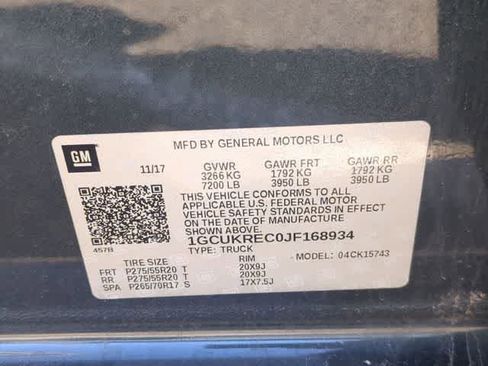 MFD BY GENERAL MOTORS LLC
GM
11/17 GVWR GAWR FRT GAWR RR
3266 KG 1792 KG 1792 KG
7200 LB 3950 LB 3950 LB
THIS VEHICLE CONFORMS TO ALL
APPLICABLE U.S. FEDERAL MOTOR
VEHICLE SAFETY STANDARDS IN EFFECT
ON THE DATE OF MANUFACTURE
SHOWN ABOVE.
1GCUKREC0JF168934
457B
TYPE: TRUCK MODEL: 04CK15743
TIRE SIZE RIM
FRT P275/55R20 T 20X9J
RR P275/55R20 T 20X9J
SPA P265/70R17 S 17X7.5J